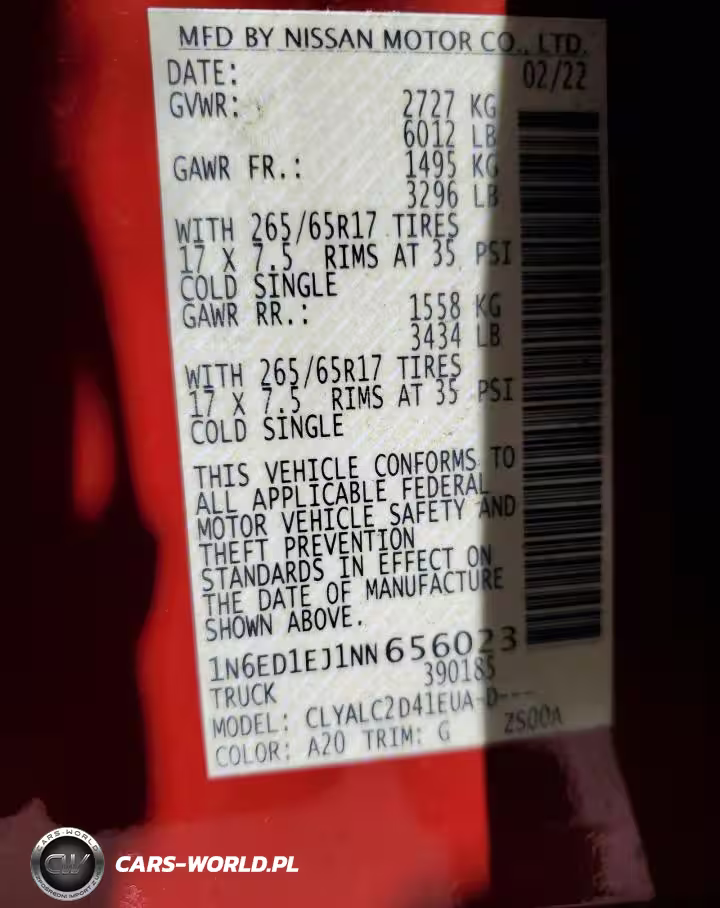 MFD BY NISSAN MOTOR CO., LTD.
DATE: 02/22
GVWR: 2727 KG
6012 LB
GAWR FR.: 1495 KG
3296 LB
WITH 265/65R17 TIRES
17 X 7.5 RIMS AT 35 PSI
COLD SINGLE
GAWR RR.: 1558 KG
3434 LB
WITH 265/65R17 TIRES
17 X 7.5 RIMS AT 35 PSI
COLD SINGLE
THIS VEHICLE CONFORMS TO
ALL APPLICABLE FEDERAL
MOTOR VEHICLE SAFETY AND
THEFT PREVENTION
STANDARDS IN EFFECT ON
THE DATE OF MANUFACTURE
SHOWN ABOVE.
1N6ED1EJ1NN656023
390185
TRUCK
MODEL: CLYALC2D41EUA-D---
COLOR: A20 TRIM: G ZS00A
CARS-WORLD
CW
CARS-WORLD.PL